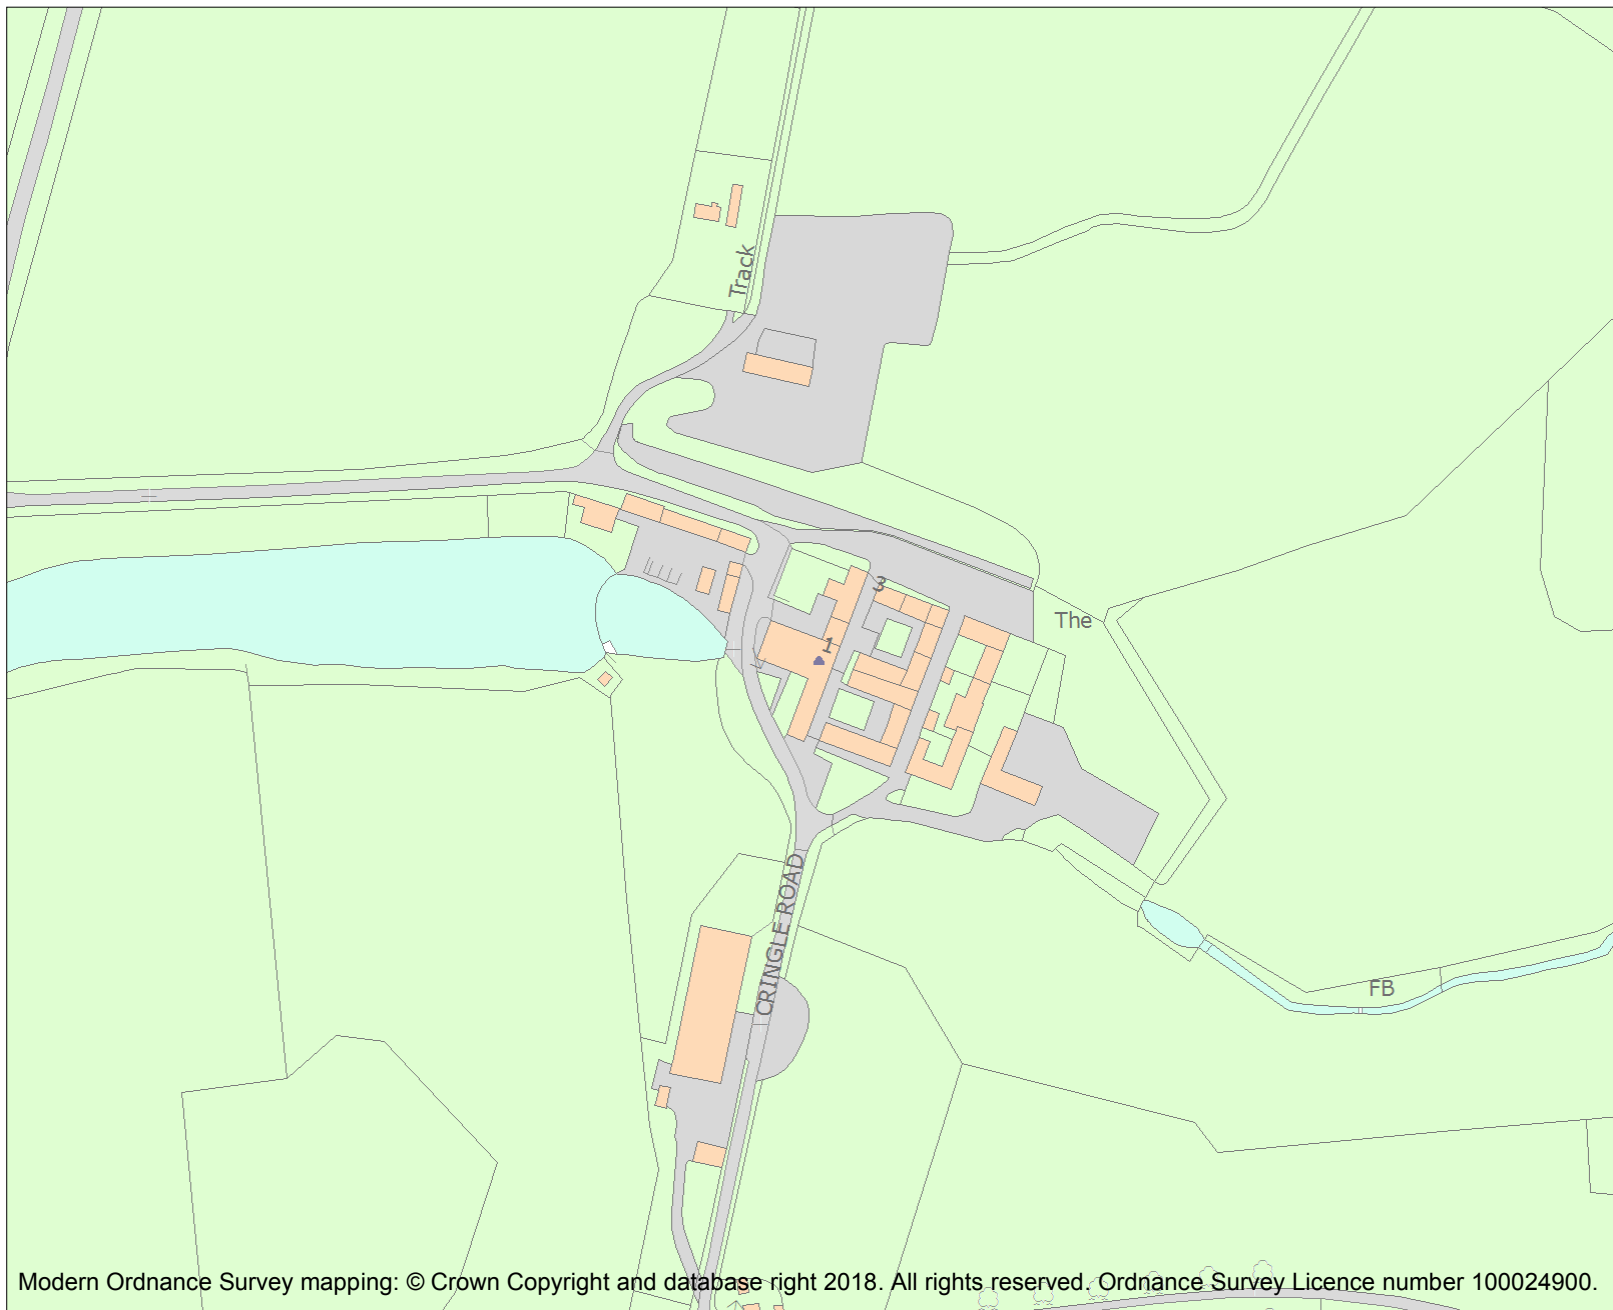 Track
3
The
1
CRINGLE ROAD
FB
Modern Ordnance Survey mapping: © Crown Copyright and database right 2018. All rights reserved. Ordnance Survey Licence number 100024900.